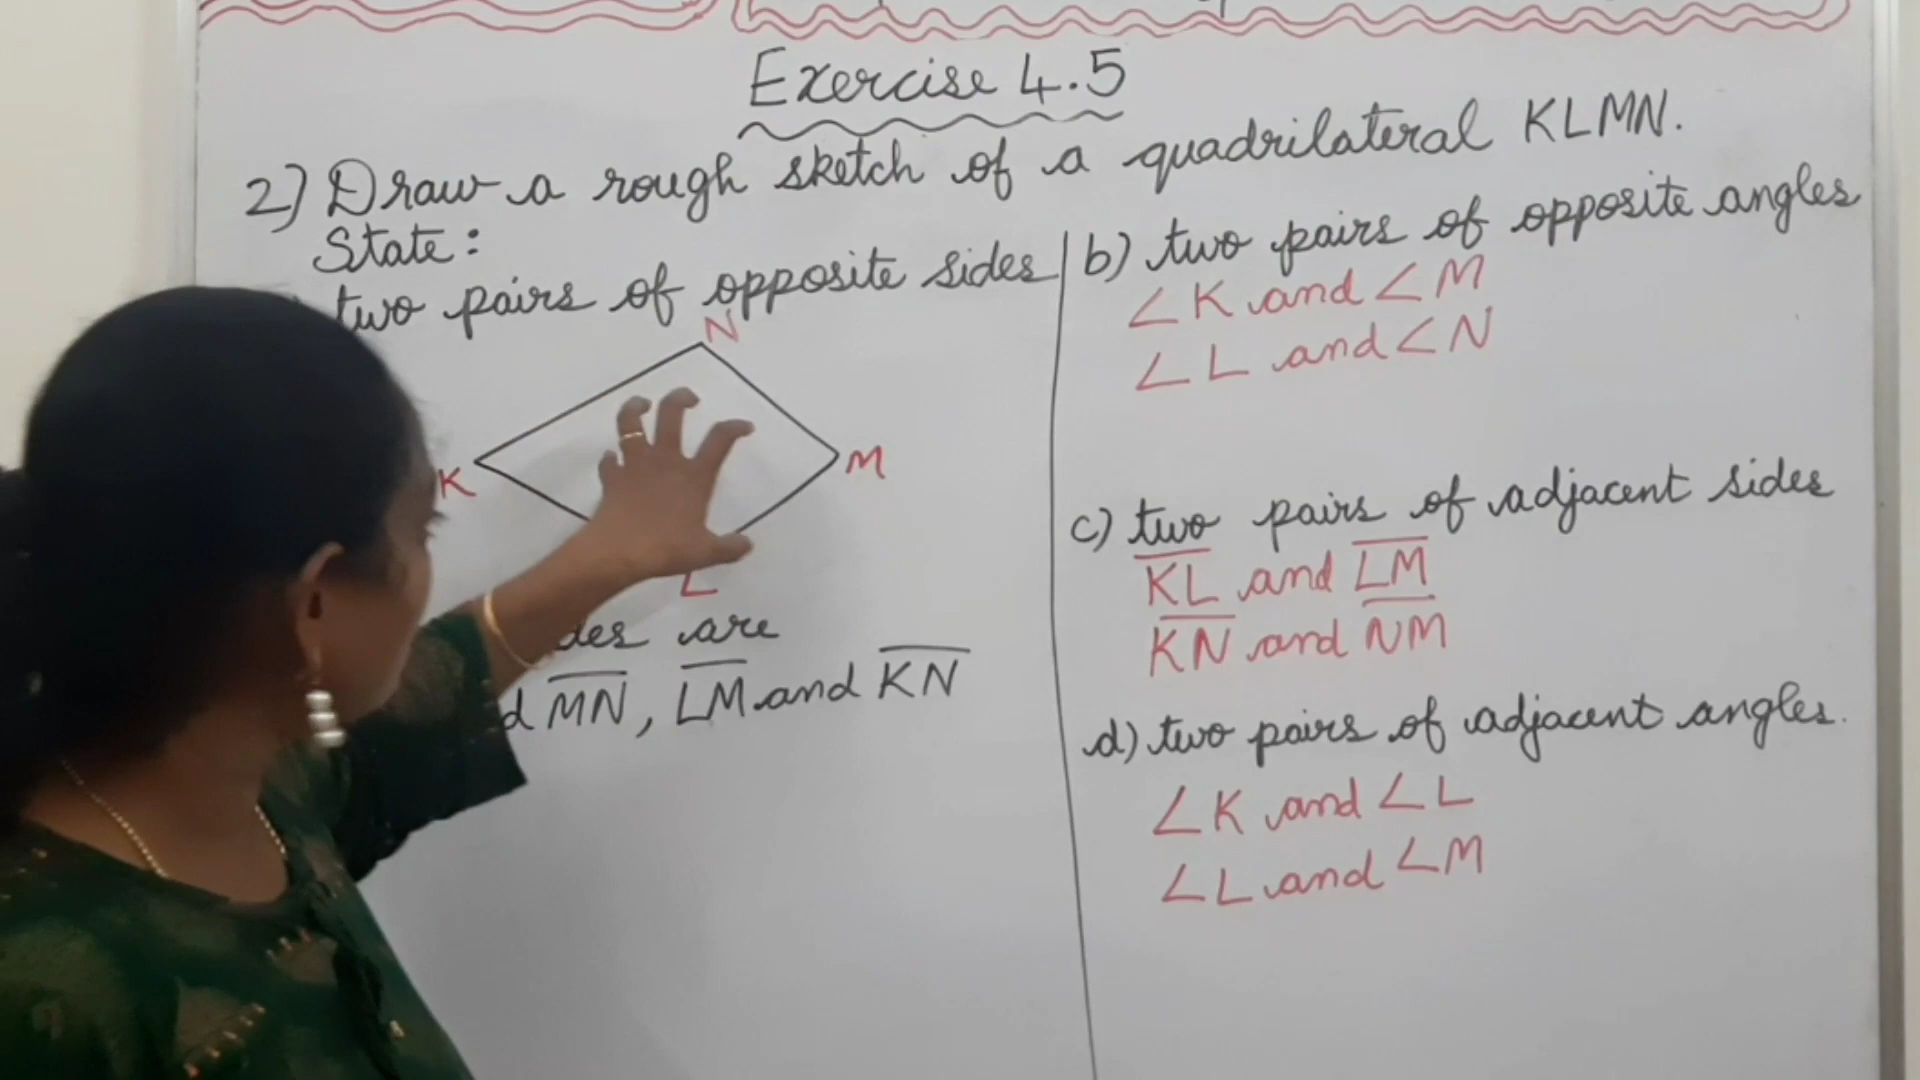 Exercise 4.5
2) Draw a rough sketch of a quadrilateral KLMN.
State:
two pairs of opposite sides
N
K
M
L
are
MN, LM and KN
b) two pairs of opposite angles
∠K and ∠M
∠L and ∠N
c) two pairs of adjacent sides
KL and LM
KN and NM
d) two pairs of adjacent angles.
∠K and ∠L
∠L and ∠M